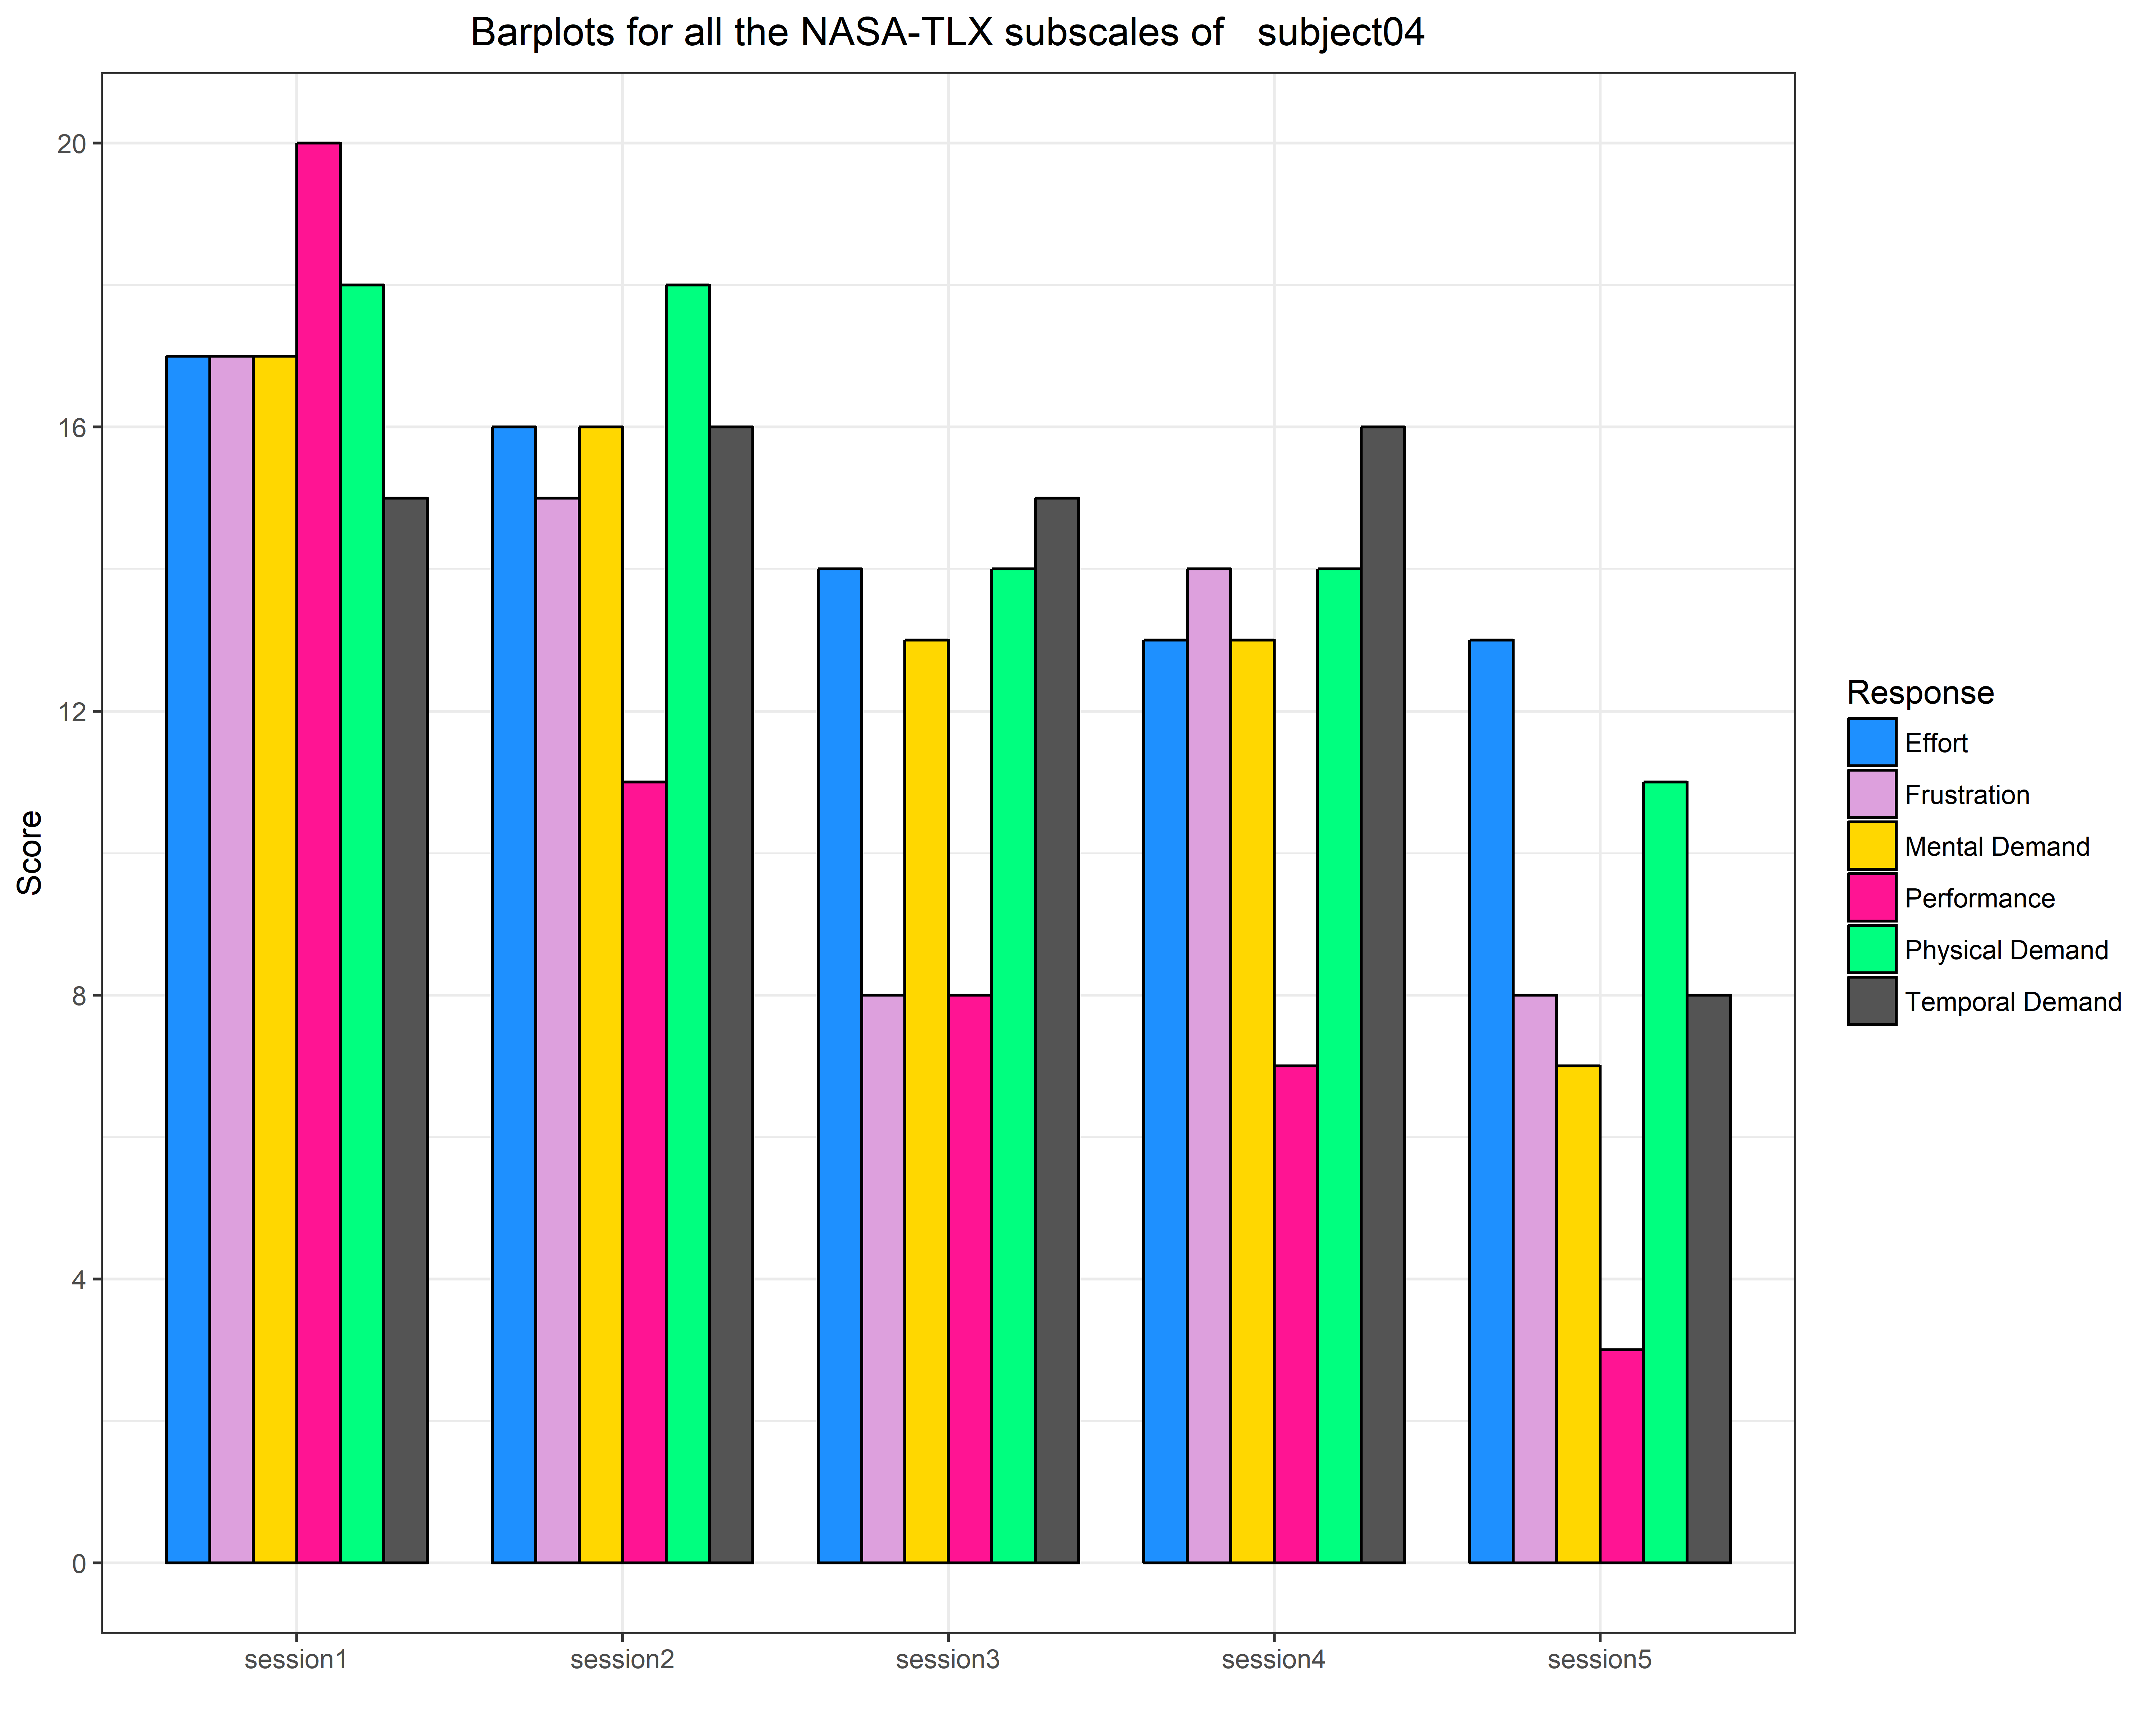 Barplots for all the NASA-TLX subscales of   subject04
Score
20
16
12
8
4
0
session1
session2
session3
session4
session5
Response
Effort
Frustration
Mental Demand
Performance
Physical Demand
Temporal Demand